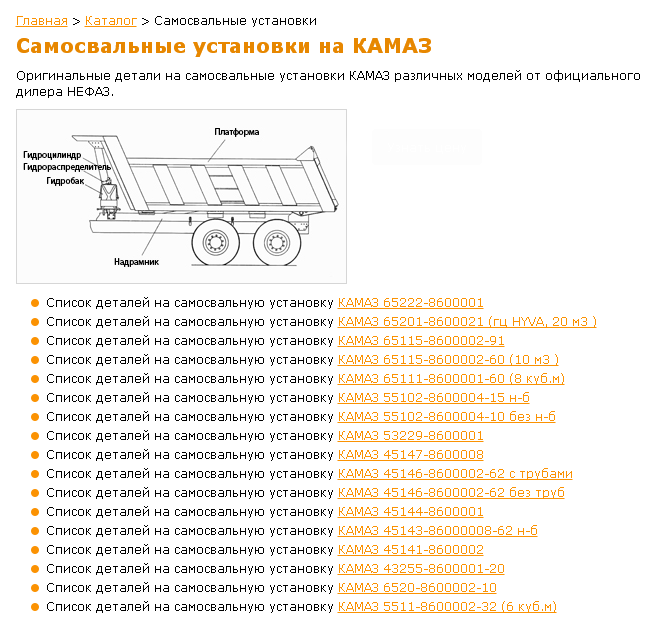 Главная > Каталог > Самосвальные установки
Самосвальные установки на КАМАЗ
Оригинальные детали на самосвальные установки КАМАЗ различных моделей от официального
дилера НЕФАЗ.
Платформа
Гидроцилиндр
Гидрораспределитель
Гидробак
Надрамник
Список деталей на самосвальную установку КАМАЗ 65222-8600001
Список деталей на самосвальную установку КАМАЗ 65201-8600021 (гц HYVA, 20 м3 )
Список деталей на самосвальную установку КАМАЗ 65115-8600002-91
Список деталей на самосвальную установку КАМАЗ 65115-8600002-60 (10 м3 )
Список деталей на самосвальную установку КАМАЗ 65111-8600001-60 (8 куб.м)
Список деталей на самосвальную установку КАМАЗ 55102-8600004-15 н-б
Список деталей на самосвальную установку КАМАЗ 55102-8600004-10 без н-б
Список деталей на самосвальную установку КАМАЗ 53229-8600001
Список деталей на самосвальную установку КАМАЗ 45147-8600008
Список деталей на самосвальную установку КАМАЗ 45146-8600002-62 с трубами
Список деталей на самосвальную установку КАМАЗ 45146-8600002-62 без труб
Список деталей на самосвальную установку КАМАЗ 45144-8600001
Список деталей на самосвальную установку КАМАЗ 45143-86000008-62 н-б
Список деталей на самосвальную установку КАМАЗ 45141-8600002
Список деталей на самосвальную установку КАМАЗ 43255-8600001-20
Список деталей на самосвальную установку КАМАЗ 6520-8600002-10
Список деталей на самосвальную установку КАМАЗ 5511-8600002-32 (6 куб.м)